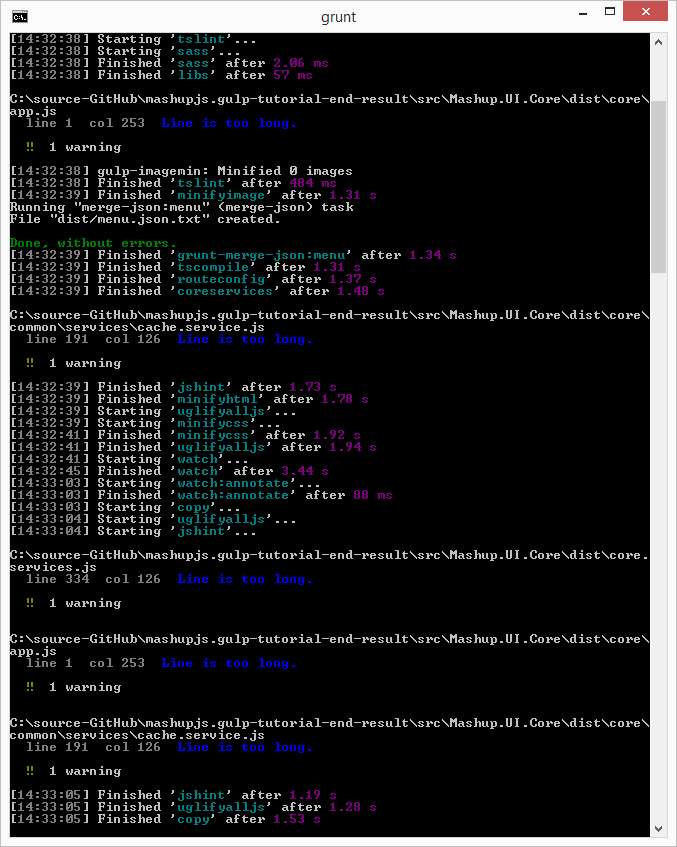 grunt
[14:32:38] Starting 'tslint'...
[14:32:38] Starting 'sass'...
[14:32:38] Finished 'sass' after 2.06 ms
[14:32:38] Finished 'libs' after 57 ms
C:\source-GitHub\mashupjs.gulp-tutorial-end-result\src\Mashup.UI.Core\dist\core\
app.js
line 1 col 253 Line is too long.
!! 1 warning
[14:32:38] gulp-imagemin: Minified 0 images
[14:32:38] Finished 'tslint' after 484 ms
[14:32:39] Finished 'minifyimage' after 1.31 s
Running "merge-json:menu" (merge-json) task
File "dist/menu.json.txt" created.
Done, without errors.
[14:32:39] Finished 'grunt-merge-json:menu' after 1.34 s
[14:32:39] Finished 'tscompile' after 1.31 s
[14:32:39] Finished 'routeconfig' after 1.37 s
[14:32:39] Finished 'coreservices' after 1.48 s
C:\source-GitHub\mashupjs.gulp-tutorial-end-result\src\Mashup.UI.Core\dist\core\
common\services\cache.service.js
line 191 col 126 Line is too long.
!! 1 warning
[14:32:39] Finished 'jshint' after 1.73 s
[14:32:39] Finished 'minifyhtml' after 1.78 s
[14:32:39] Starting 'uglifyalljs'...
[14:32:39] Starting 'minifycss'...
[14:32:41] Finished 'minifycss' after 1.92 s
[14:32:41] Finished 'uglifyalljs' after 1.94 s
[14:32:41] Starting 'watch'...
[14:32:45] Finished 'watch' after 3.44 s
[14:33:03] Starting 'watch:annotate'...
[14:33:03] Finished 'watch:annotate' after 88 ms
[14:33:03] Starting 'copy'...
[14:33:04] Starting 'uglifyalljs'...
[14:33:04] Starting 'jshint'...
C:\source-GitHub\mashupjs.gulp-tutorial-end-result\src\Mashup.UI.Core\dist\core.
services.js
line 334 col 126 Line is too long.
!! 1 warning
C:\source-GitHub\mashupjs.gulp-tutorial-end-result\src\Mashup.UI.Core\dist\core\
app.js
line 1 col 253 Line is too long.
!! 1 warning
C:\source-GitHub\mashupjs.gulp-tutorial-end-result\src\Mashup.UI.Core\dist\core\
common\services\cache.service.js
line 191 col 126 Line is too long.
!! 1 warning
[14:33:05] Finished 'jshint' after 1.19 s
[14:33:05] Finished 'uglifyalljs' after 1.28 s
[14:33:05] Finished 'copy' after 1.53 s